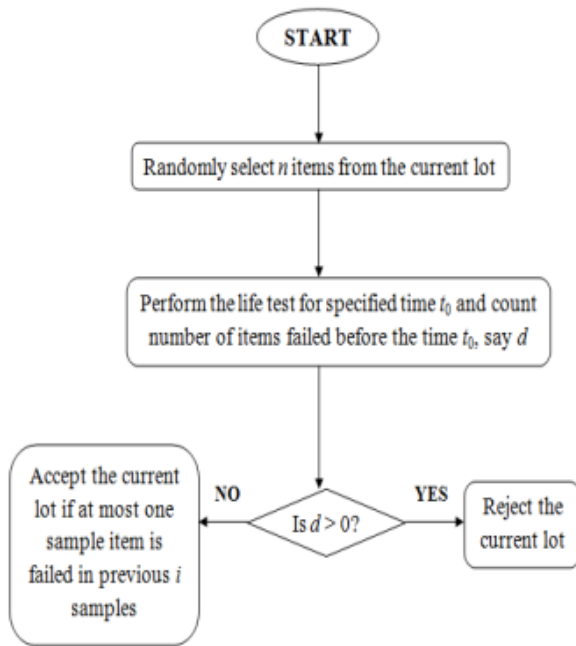 START
Randomly select n items from the current lot
Perform the life test for specified time t₀ and count
number of items failed before the time t₀, say d
Accept the current
lot if at most one
sample item is
failed in previous i
samples
NO
Is d > 0?
YES
Reject the
current lot